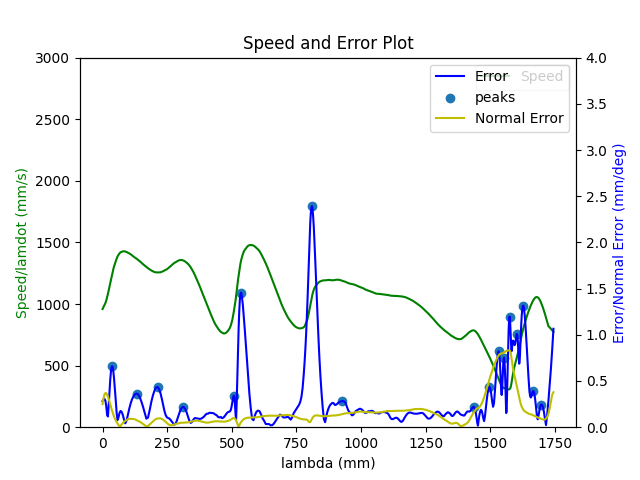 Speed and Error Plot
3000
2500
2000
1500
1000
500
0
Speed/lamdot (mm/s)
4.0
3.5
3.0
2.5
2.0
1.5
1.0
0.5
0.0
Error/Normal Error (mm/deg)
Error
Speed
peaks
Normal Error
0 250 500 750 1000 1250 1500 1750
lambda (mm)